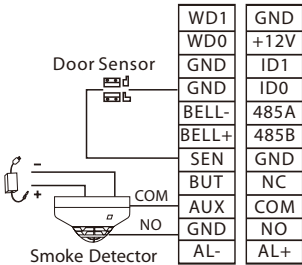 WD1 GND
WD0 +12V
Door Sensor
GND ID1
GND ID0
BELL- 485A
BELL+ 485B
SEN GND
BUT NC
–
+
COM
AUX COM
NO
GND NO
Smoke Detector
AL- AL+